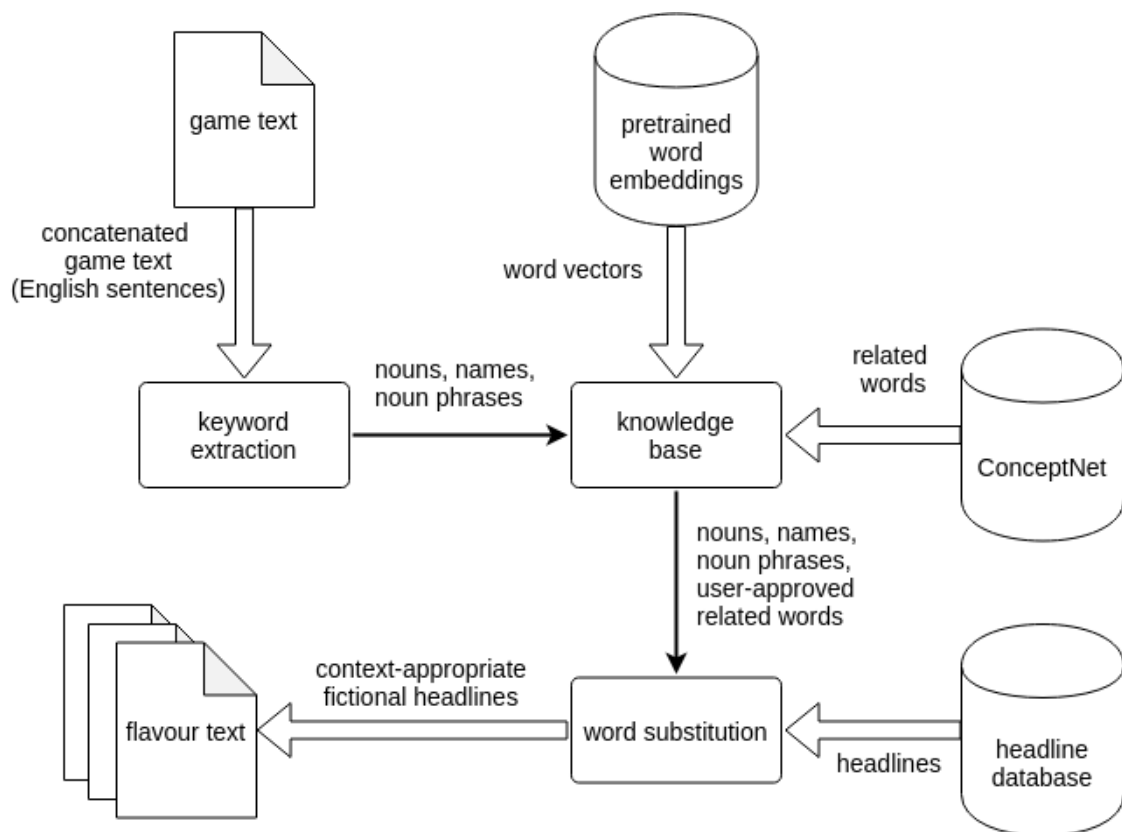 game text
pretrained
word
embeddings
concatenated
game text
(English sentences)
word vectors
nouns, names,
noun phrases
related
words
keyword
extraction
knowledge
base
ConceptNet
nouns, names,
noun phrases,
user-approved
related words
context-appropriate
fictional headlines
flavour text
word substitution
headlines
headline
database